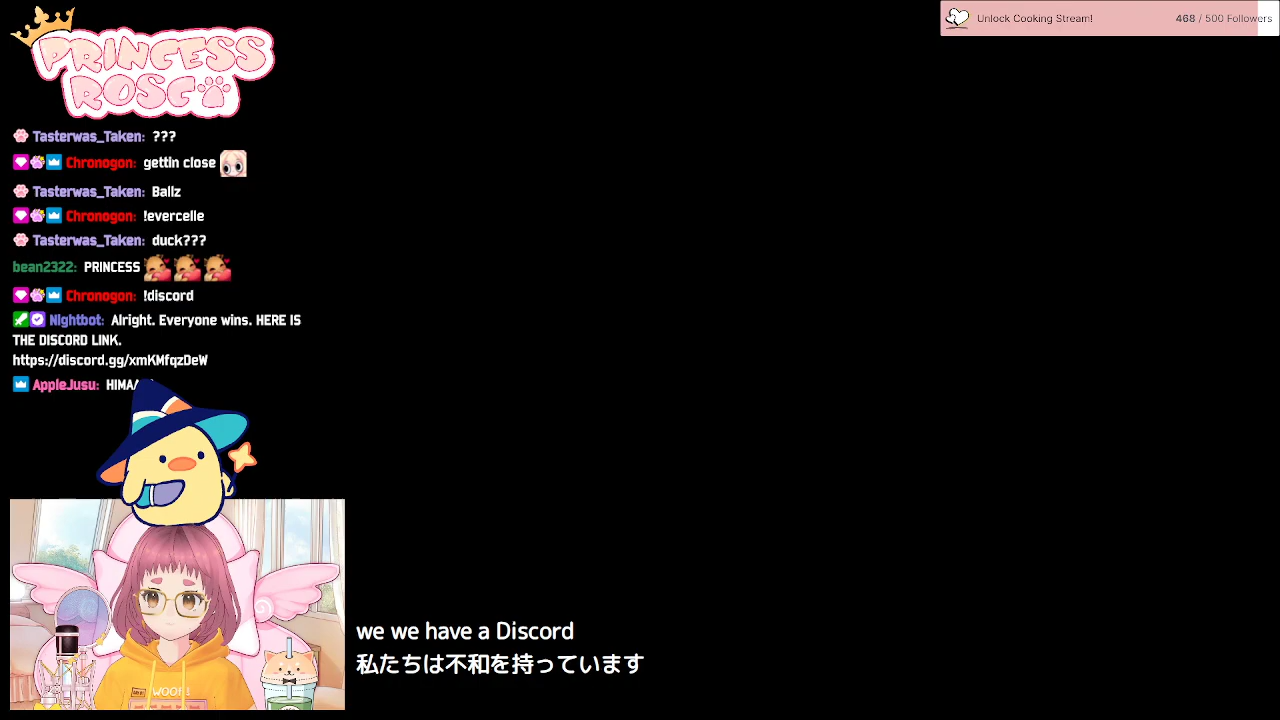 PRINCESS
ROSE
Unlock Cooking Stream!
468 / 500 Followers
Tasterwas_Taken: ???
Chronogon: gettin close
Tasterwas_Taken: Ballz
Chronogon: !evercelle
Tasterwas_Taken: duck???
bean2322: PRINCESS
Chronogon: !discord
Nightbot: Alright. Everyone wins. HERE IS
THE DISCORD LINK.
https://discord.gg/xmKMfqzDeW
AppleJusu:
WOOF!
we we have a Discord
私たちは不和を持っています